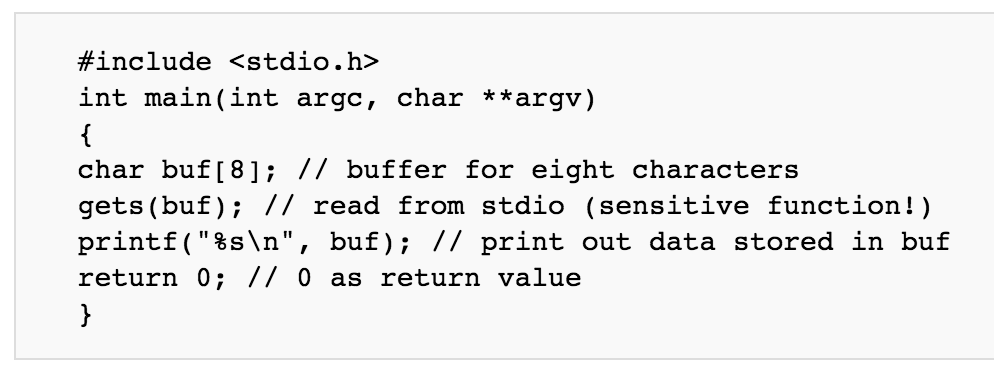 #include <stdio.h>
int main(int argc, char **argv)
{
char buf[8]; // buffer for eight characters
gets(buf); // read from stdio (sensitive function!)
printf("%s\n", buf); // print out data stored in buf
return 0; // 0 as return value
}